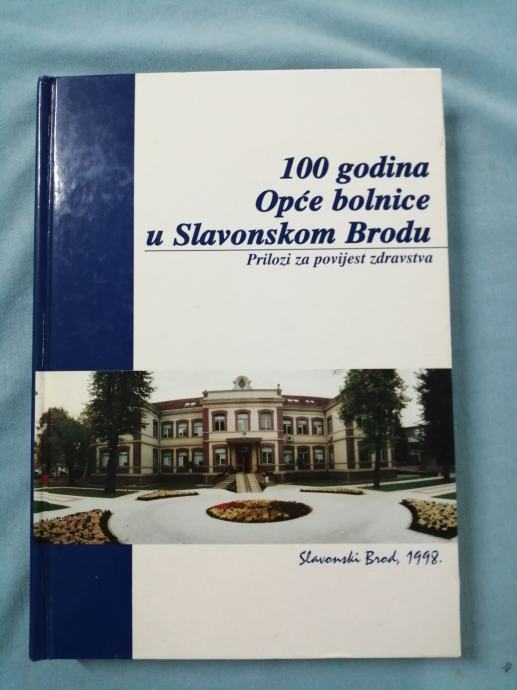 100 godina
Opće bolnice
u Slavonskom Brodu
Prilozi za povijest zdravstva
Slavonski Brod, 1998.